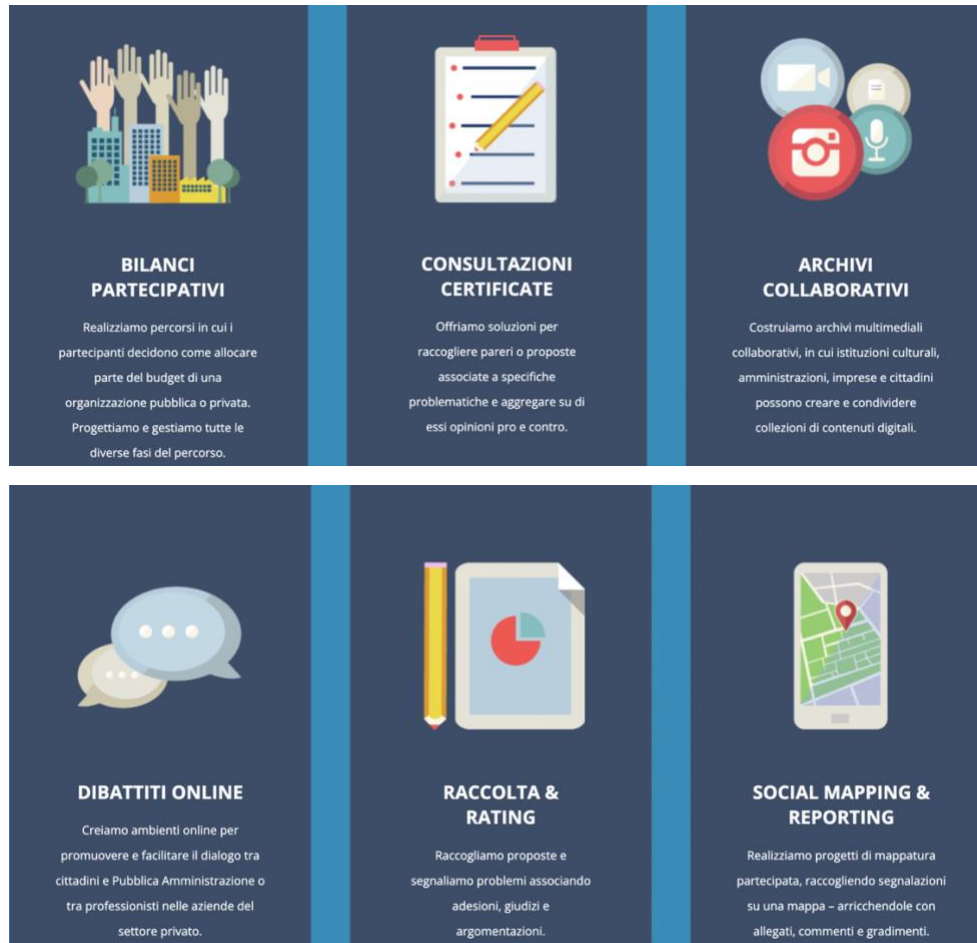 BILANCI
PARTECIPATIVI
Realizziamo percorsi in cui i
partecipanti decidono come allocare
parte del budget di una
organizzazione pubblica o privata.
Progettiamo e gestiamo tutte le
diverse fasi del percorso.
CONSULTAZIONI
CERTIFICATE
Offriamo soluzioni per
raccogliere pareri o proposte
associate a specifiche
problematiche e aggregare su di
essi opinioni pro e contro.
ARCHIVI
COLLABORATIVI
Costruiamo archivi multimediali
collaborativi, in cui istituzioni culturali,
amministrazioni, imprese e cittadini
possono creare e condividere
collezioni di contenuti digitali.
DIBATTITI ONLINE
Creiamo ambienti online per
promuovere e facilitare il dialogo tra
cittadini e Pubblica Amministrazione o
tra professionisti nelle aziende del
settore privato.
RACCOLTA &
RATING
Raccogliamo proposte e
segnaliamo problemi associando
adesioni, giudizi e
argomentazioni.
SOCIAL MAPPING &
REPORTING
Realizziamo progetti di mappatura
partecipata, raccogliendo segnalazioni
su una mappa – arricchendole con
allegati, commenti e gradimenti.